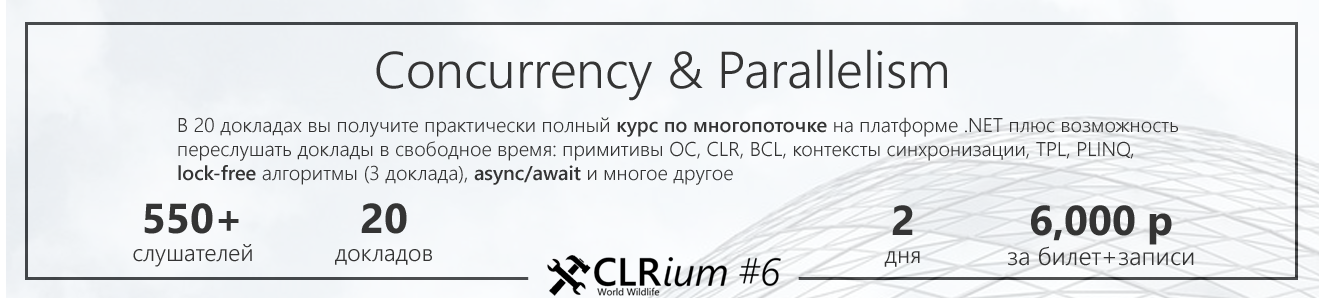 Concurrency & Parallelism
В 20 докладах вы получите практически полный курс по многопоточке на платформе .NET плюс возможность
переслушать доклады в свободное время: примитивы ОС, CLR, BCL, контексты синхронизации, TPL, PLINQ,
lock-free алгоритмы (3 доклада), async/await и многое другое
550+
слушателей
20
докладов
2
дня
6,000 р
за билет+записи
CLRium #6
World Wildlife